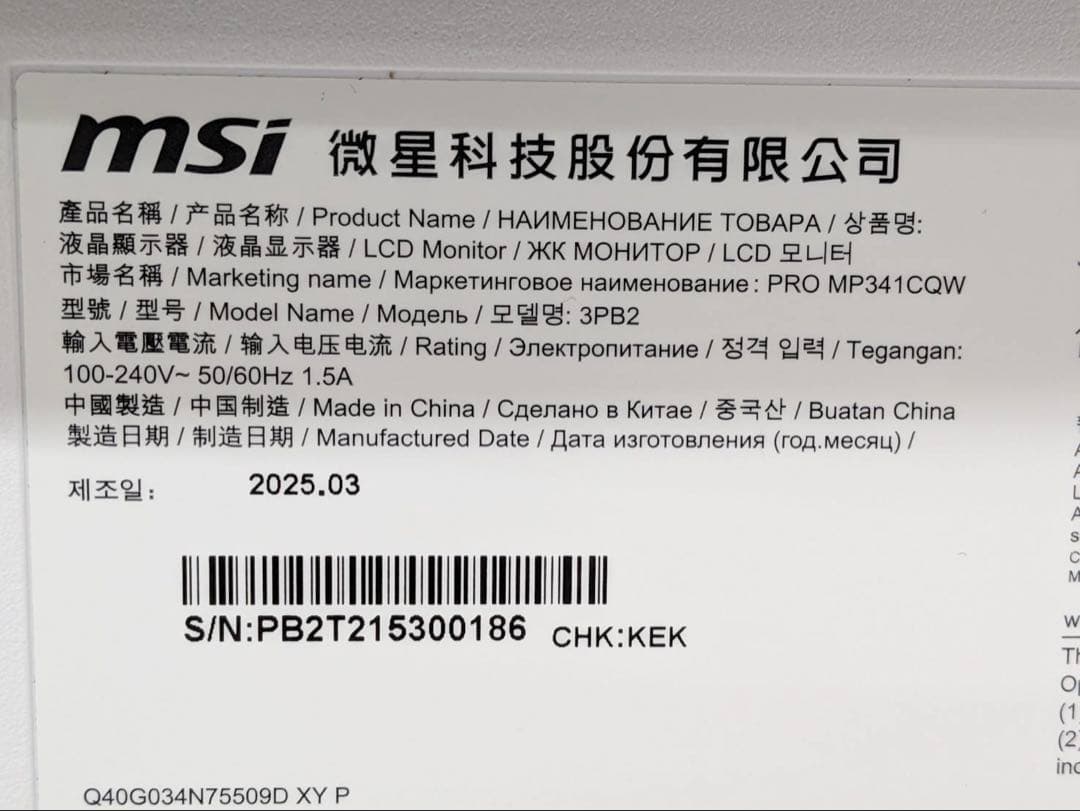 msi 微星科技股份有限公司
產品名稱 / 产品名称 / Product Name / НАИМЕНОВАНИЕ ТОВАРА / 상품명:
液晶顯示器 / 液晶显示器 / LCD Monitor / ЖК МОНИТОР / LCD 모니터
市場名稱 / Marketing name / Маркетинговое наименование: PRO MP341CQW
型號 / 型号 / Model Name / Модель / 모델명: 3PB2
輸入電壓電流 / 输入电压电流 / Rating / Электропитание / 정격 입력 / Tegangan:
100-240V~ 50/60Hz 1.5A
中國製造 / 中国制造 / Made in China / Сделано в Китае / 중국산 / Buatan China
製造日期 / 制造日期 / Manufactured Date / Дата изготовления (год.месяц) /
제조일: 2025.03
S/N:PB2T215300186 CHK:KEK
Q40G034N75509D XY P
(1)
(2)